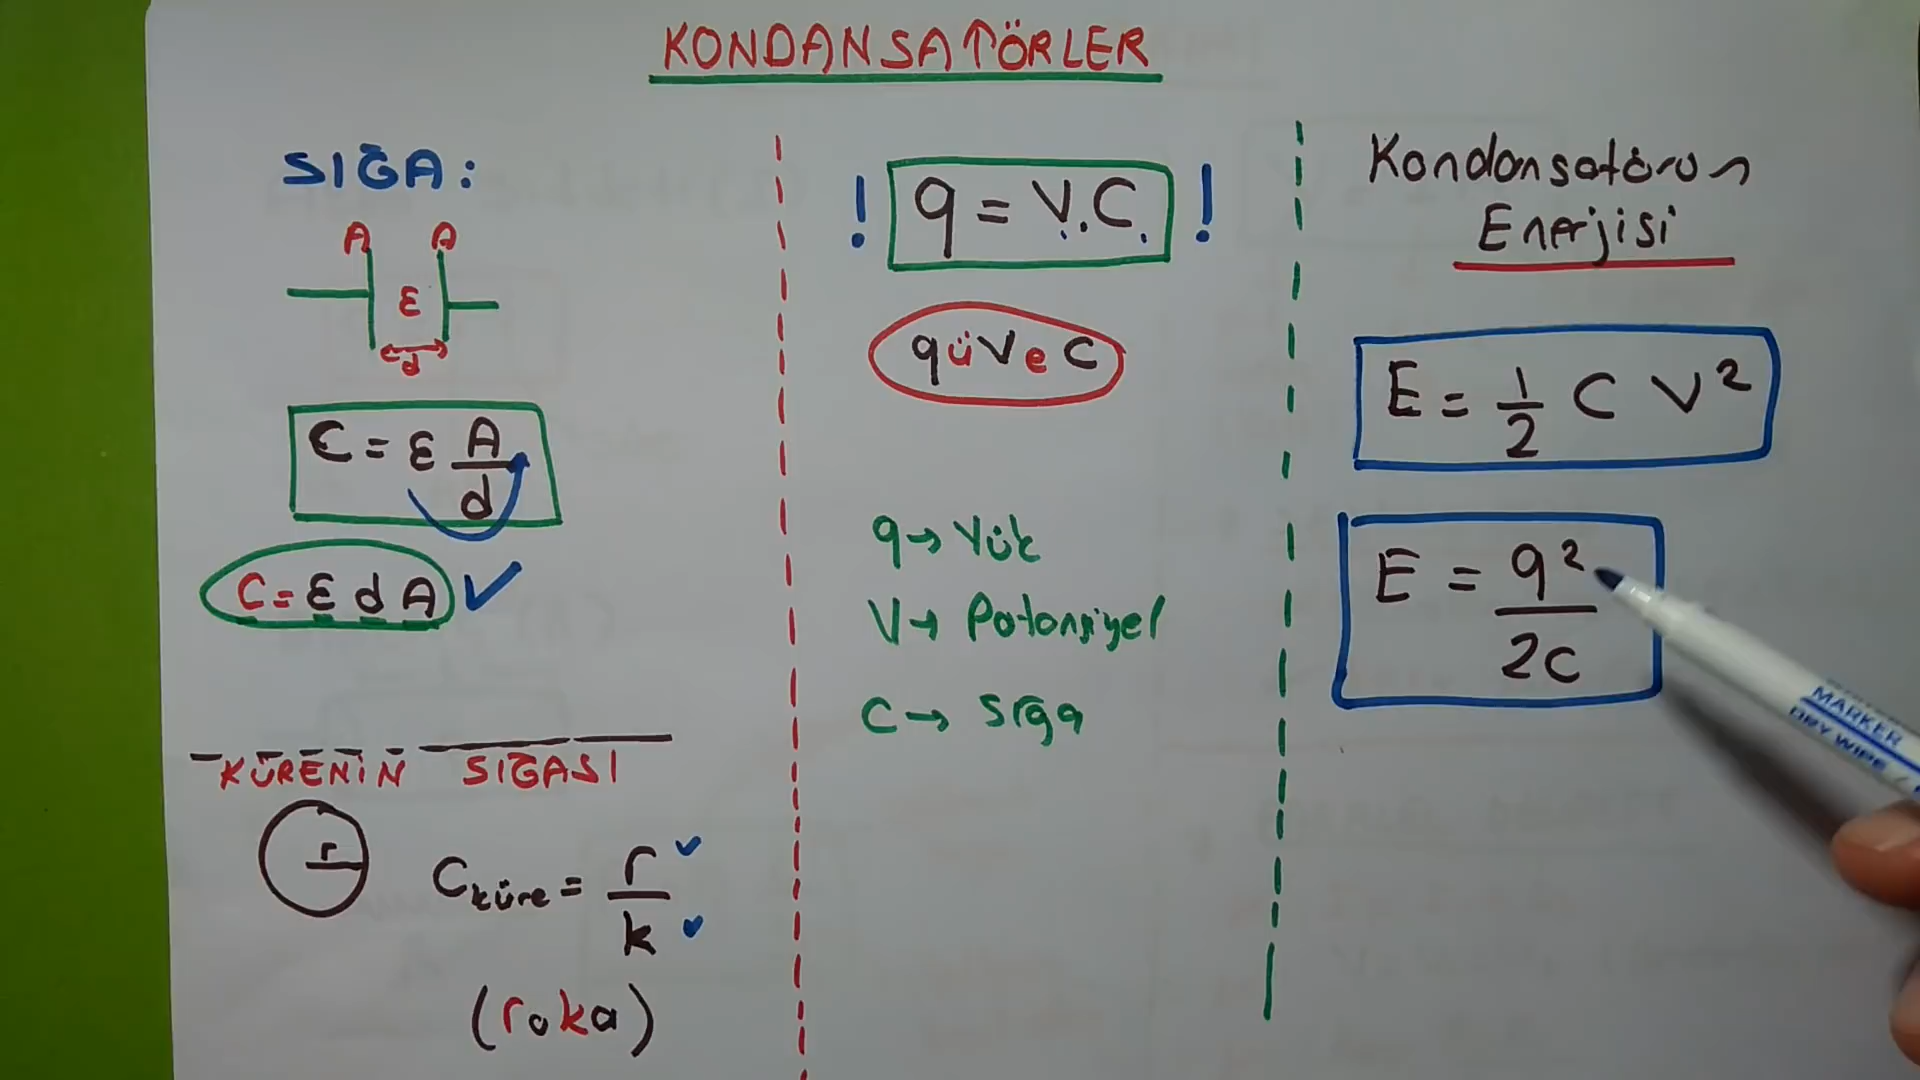 KONDANSATÖRLER
SIĞA:
A A
ε
d
C = ε A/d
C = ε d A
KÜRENİN SIĞASI
r
Cküre = r/k
(roka)
! q = V.C. !
qüVeC
q → Yük
V → Potansiyel
C → Sığa
Kondansatörün
Enerjisi
E = 1/2 C V²
E = q²/2C
MARKER
DRY WIPE /